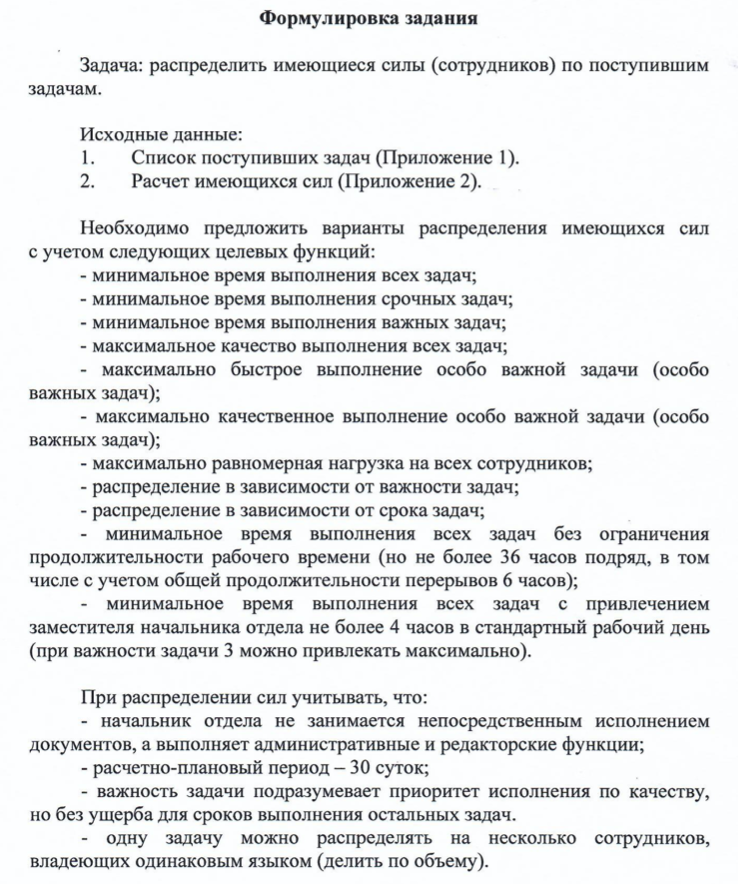 Формулировка задания
Задача: распределить имеющиеся силы (сотрудников) по поступившим
задачам.
Исходные данные:
1. Список поступивших задач (Приложение 1).
2. Расчет имеющихся сил (Приложение 2).
Необходимо предложить варианты распределения имеющихся сил
с учетом следующих целевых функций:
- минимальное время выполнения всех задач;
- минимальное время выполнения срочных задач;
- минимальное время выполнения важных задач;
- максимальное качество выполнения всех задач;
- максимально быстрое выполнение особо важной задачи (особо
важных задач);
- максимально качественное выполнение особо важной задачи (особо
важных задач);
- максимально равномерная нагрузка на всех сотрудников;
- распределение в зависимости от важности задач;
- распределение в зависимости от срока задач;
- минимальное время выполнения всех задач без ограничения
продолжительности рабочего времени (но не более 36 часов подряд, в том
числе с учетом общей продолжительности перерывов 6 часов);
- минимальное время выполнения всех задач с привлечением
заместителя начальника отдела не более 4 часов в стандартный рабочий день
(при важности задачи 3 можно привлекать максимально).
При распределении сил учитывать, что:
- начальник отдела не занимается непосредственным исполнением
документов, а выполняет административные и редакторские функции;
- расчетно-плановый период – 30 суток;
- важность задачи подразумевает приоритет исполнения по качеству,
но без ущерба для сроков выполнения остальных задач.
- одну задачу можно распределять на несколько сотрудников,
владеющих одинаковым языком (делить по объему).